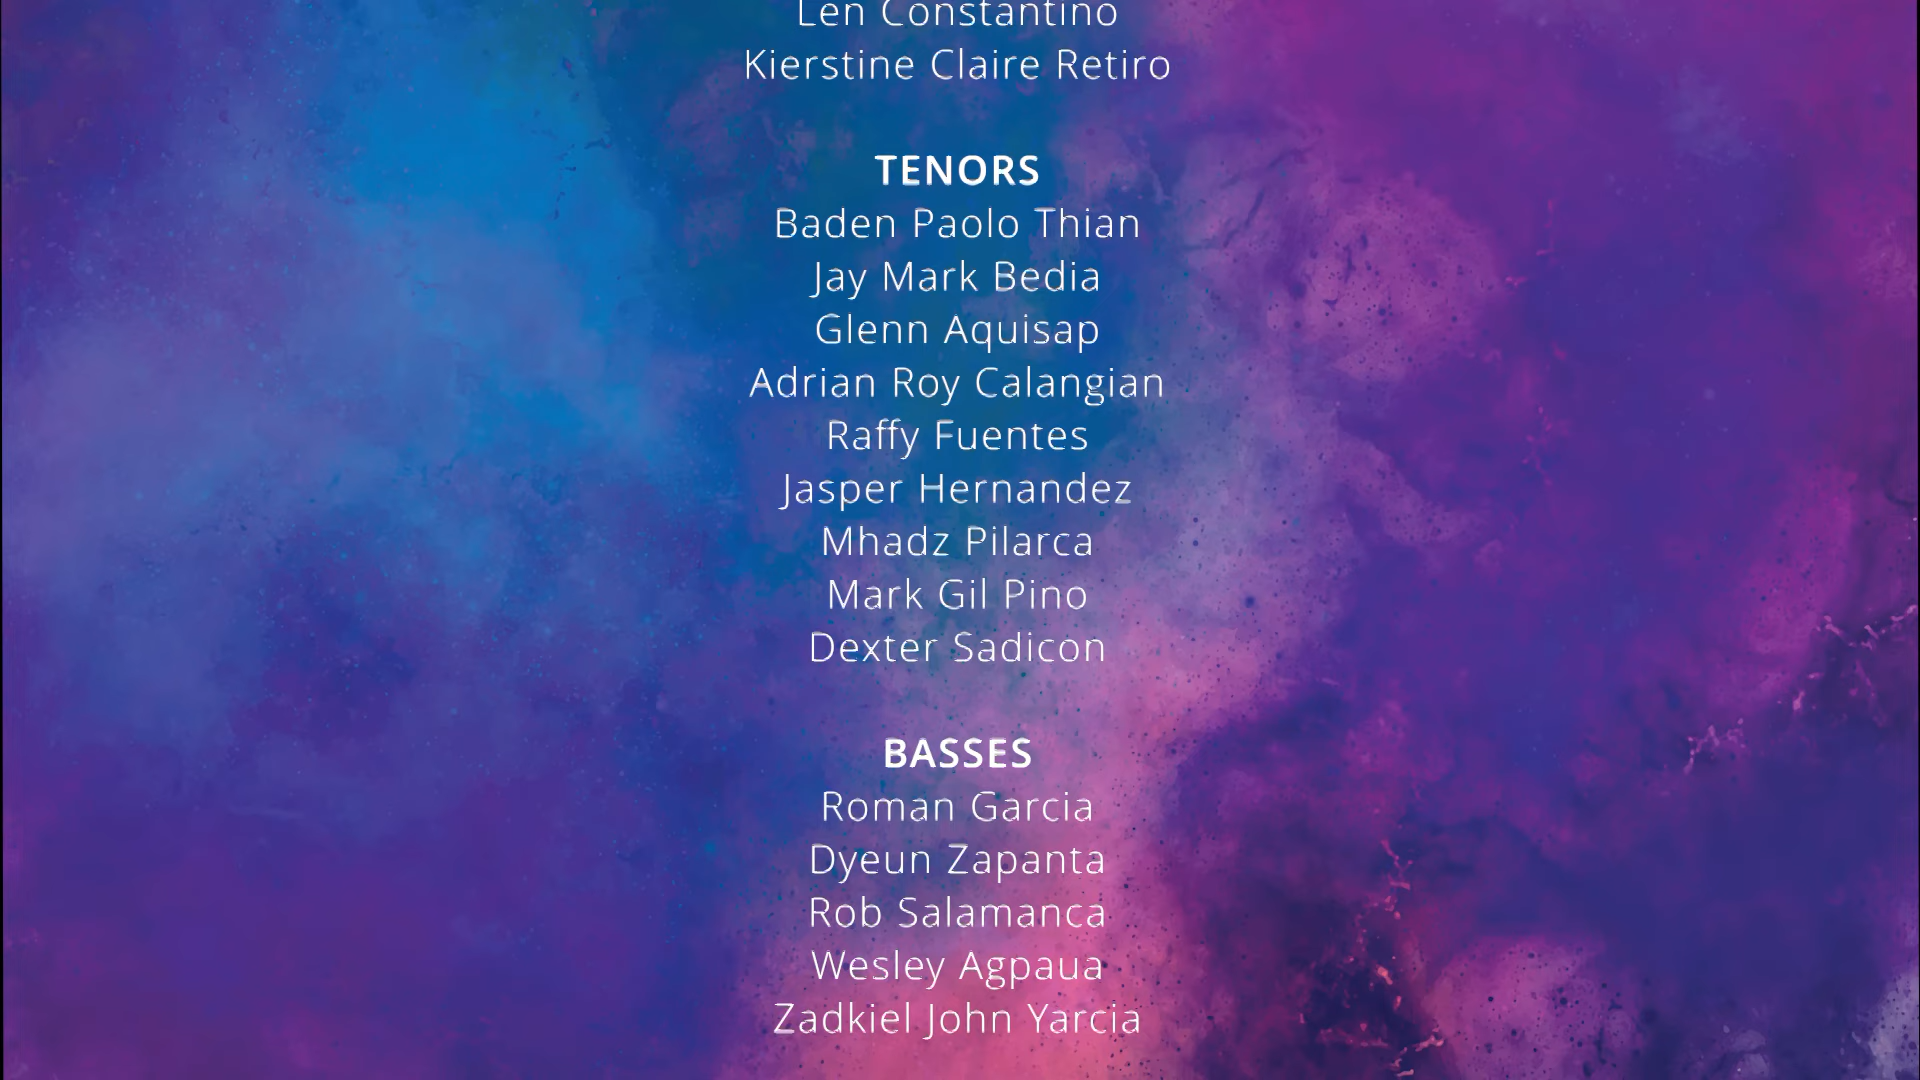 Len Constantino
Kierstine Claire Retiro
TENORS
Baden Paolo Thian
Jay Mark Bedia
Glenn Aquisap
Adrian Roy Calangian
Raffy Fuentes
Jasper Hernandez
Mhadz Pilarca
Mark Gil Pino
Dexter Sadicon
BASSES
Roman Garcia
Dyeun Zapanta
Rob Salamanca
Wesley Agpaua
Zadkiel John Yarcia